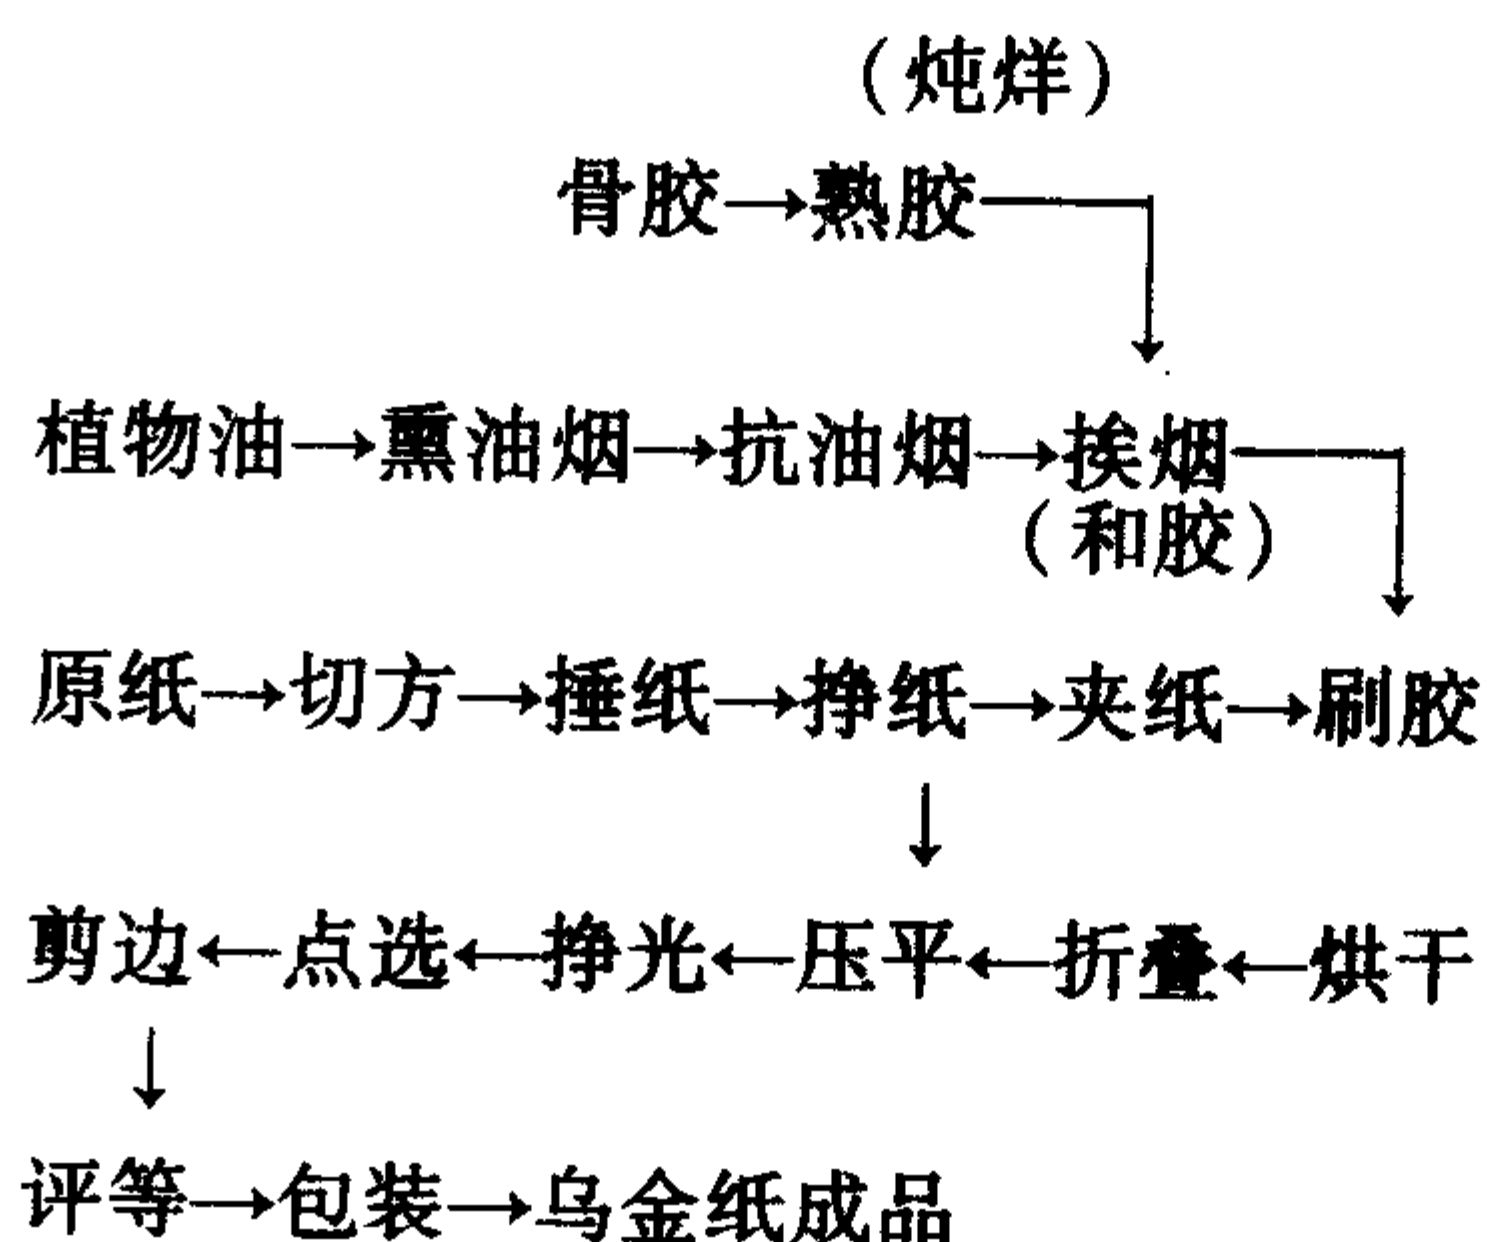 (炖烊)
骨胶→熟胶
植物油→熏油烟→抗油烟→挨烟
(和胶)
原纸→切方→捶纸→挣纸→夹纸→刷胶
剪边←点选←挣光←压平←折叠←烘干
评等→包装→乌金纸成品